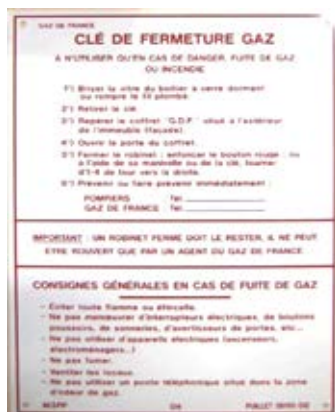 GAZ DE FRANCE
CLÉ DE FERMETURE GAZ
A N'UTILISER QU'EN CAS DE DANGER, FUITE DE GAZ
OU INCENDIE
1°) Briser la vitre du boîtier à verre dormant
ou rompre le fil plombé.
2°) Retirer la clé.
3°) Repérer le coffret "G.D.F." situé à l'extérieur
de l'immeuble (façade).
4°) Ouvrir la porte du coffret.
5°) Fermer le robinet : enfoncer le bouton rouge : ou
à l'aide de sa manivelle ou de la clé, tourner
d'1/4 de tour vers la droite.
6°) Prévenir ou faire prévenir immédiatement :
POMPIERS Tel.
GAZ DE FRANCE : Tel.
IMPORTANT : UN ROBINET FERME DOIT LE RESTER, IL NE PEUT
ETRE ROUVERT QUE PAR UN AGENT DU GAZ DE FRANCE
CONSIGNES GÉNÉRALES EN CAS DE FUITE DE GAZ
- Eviter toute flamme ou étincelle.
- Ne pas manœuvrer d'interrupteurs électriques, de boutons
poussoirs, de sonneries, d'avertisseurs de portes, etc...
- Ne pas utiliser d'appareils électriques (ascenseurs,
électroménagers...)
- Ne pas fumer.
- Ventiler les locaux.
- Ne pas utiliser un poste téléphonique situé dans la zone
d'odeur de gaz.